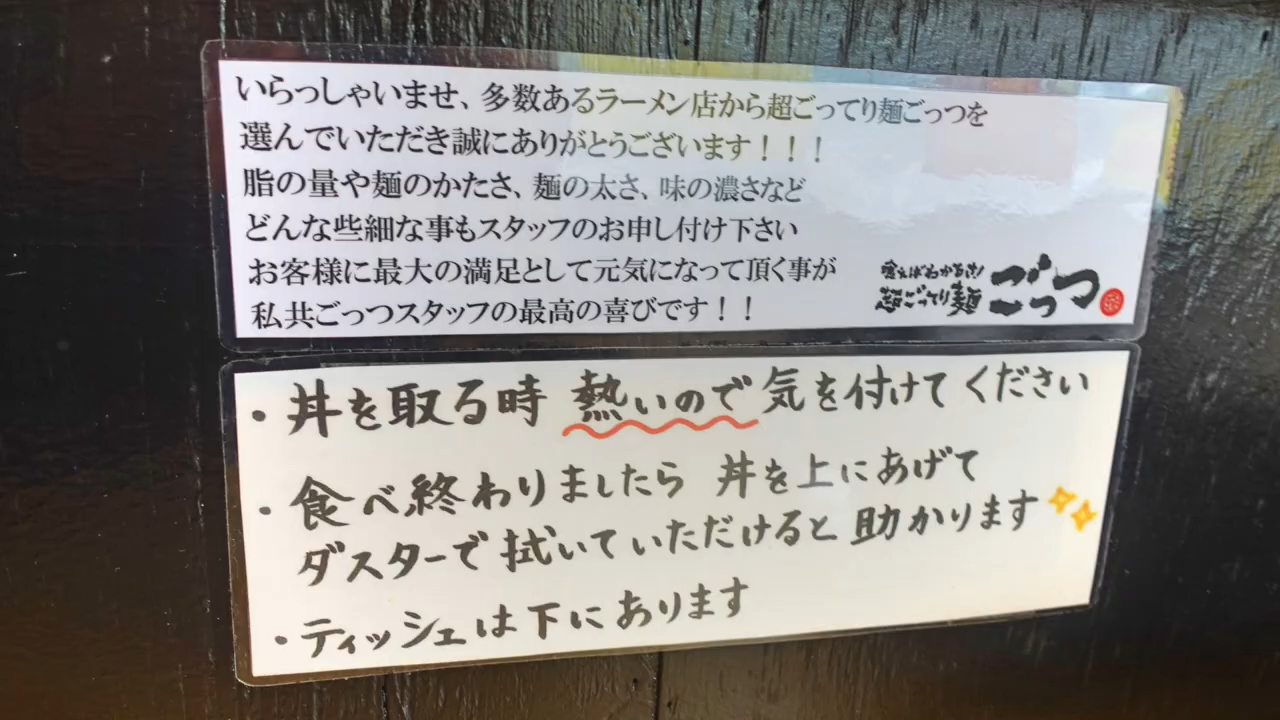 いらっしゃいませ、多数あるラーメン店から超ごってり麺ごっつを
選んでいただき誠にありがとうございます！！！
脂の量や麺のかたさ、麺の太さ、味の濃さなど
どんな些細な事もスタッフのお申し付け下さい
お客様に最大の満足として元気になって頂く事が
私共ごっつスタッフの最高の喜びです！！
喰えばわかるさ!
超ごってり麺
ごっつ
・丼を取る時 熱いので気を付けてください
・食べ終わりましたら 丼を上にあげて
ダスターで拭いていただけると助かります
・ティッシュは下にあります